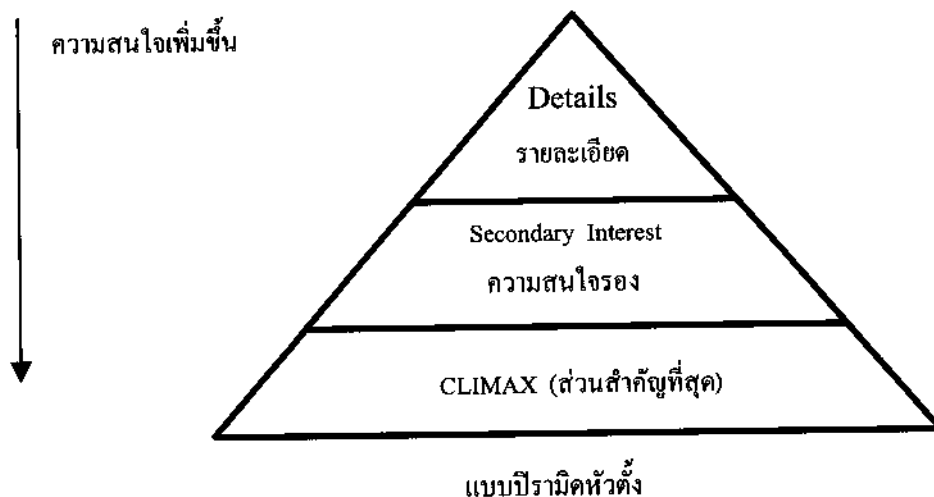 ความสนใจเพิ่มขึ้น
Details
รายละเอียด
Secondary Interest
ความสนใจรอง
CLIMAX (ส่วนสำคัญที่สุด)
แบบปิรามิดหัวตั้ง